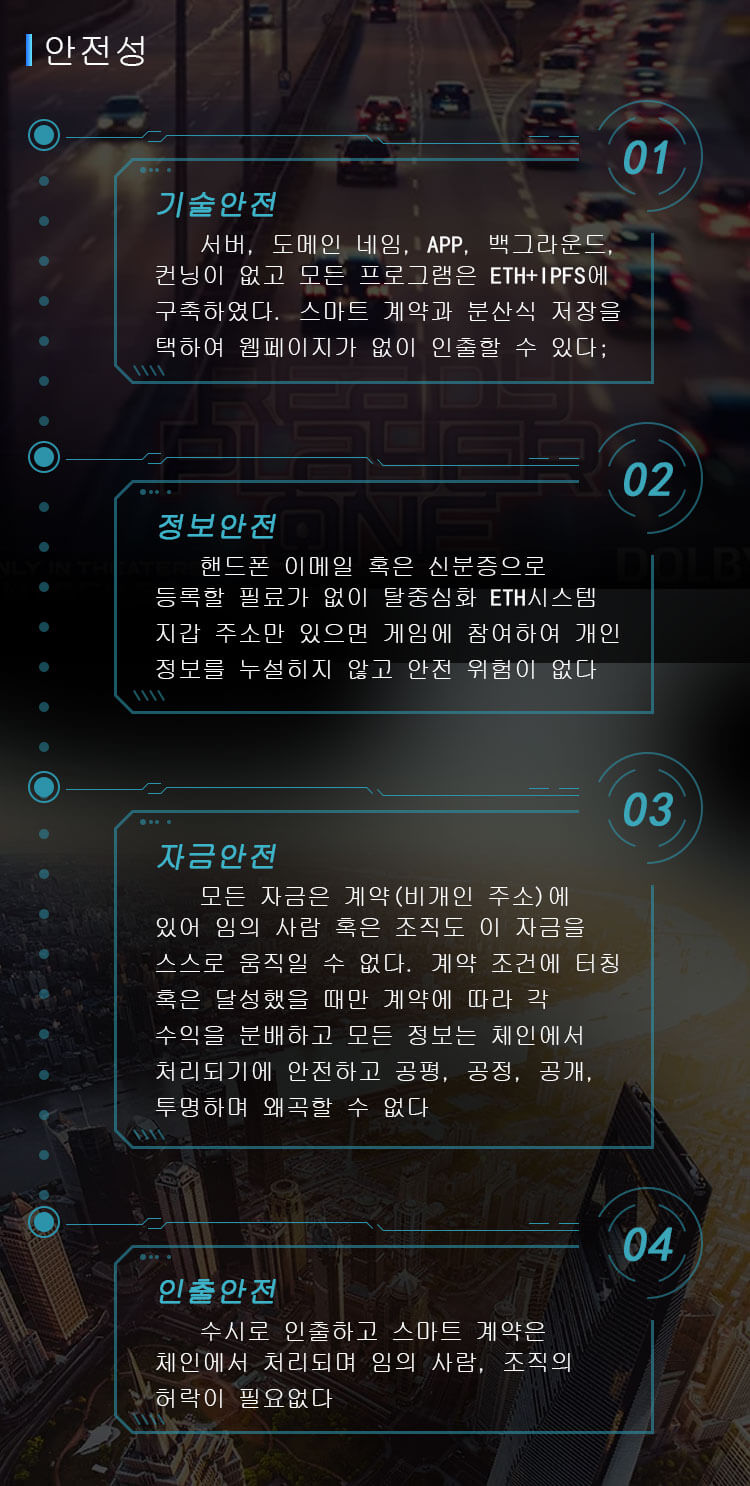 안전성
01
기술안전
서버, 도메인 네임, APP, 백그라운드,
컨닝이 없고 모든 프로그램은 ETH+IPFS에
구축하였다. 스마트 계약과 분산식 저장을
택하여 웹페이지가 없이 인출할 수 있다;
READY
PLAYER
ONE
02
정보안전
NLY IN THEATERS
DOLB
핸드폰 이메일 혹은 신분증으로
등록할 필료가 없이 탈중심화 ETH시스템
지갑 주소만 있으면 게임에 참여하여 개인
정보를 누설히지 않고 안전 위험이 없다
03
자금안전
모든 자금은 계약(비개인 주소)에
있어 임의 사람 혹은 조직도 이 자금을
스스로 움직일 수 없다. 계약 조건에 터칭
혹은 달성했을 때만 계약에 따라 각
수익을 분배하고 모든 정보는 체인에서
처리되기에 안전하고 공평, 공정, 공개,
투명하며 왜곡할 수 없다
04
인출안전
수시로 인출하고 스마트 계약은
체인에서 처리되며 임의 사람, 조직의
허락이 필요없다